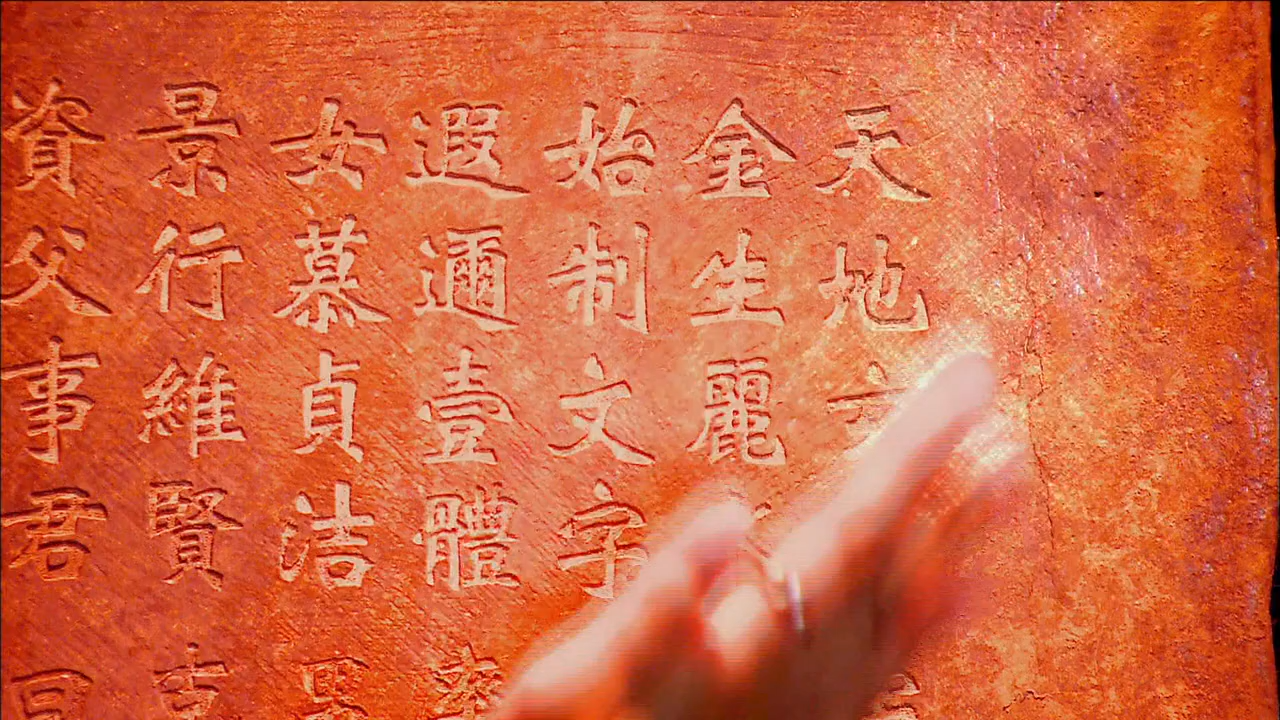 天地
金生麗
始制文字
遐邇壹體率
女慕貞洁
景行維賢
資父事君